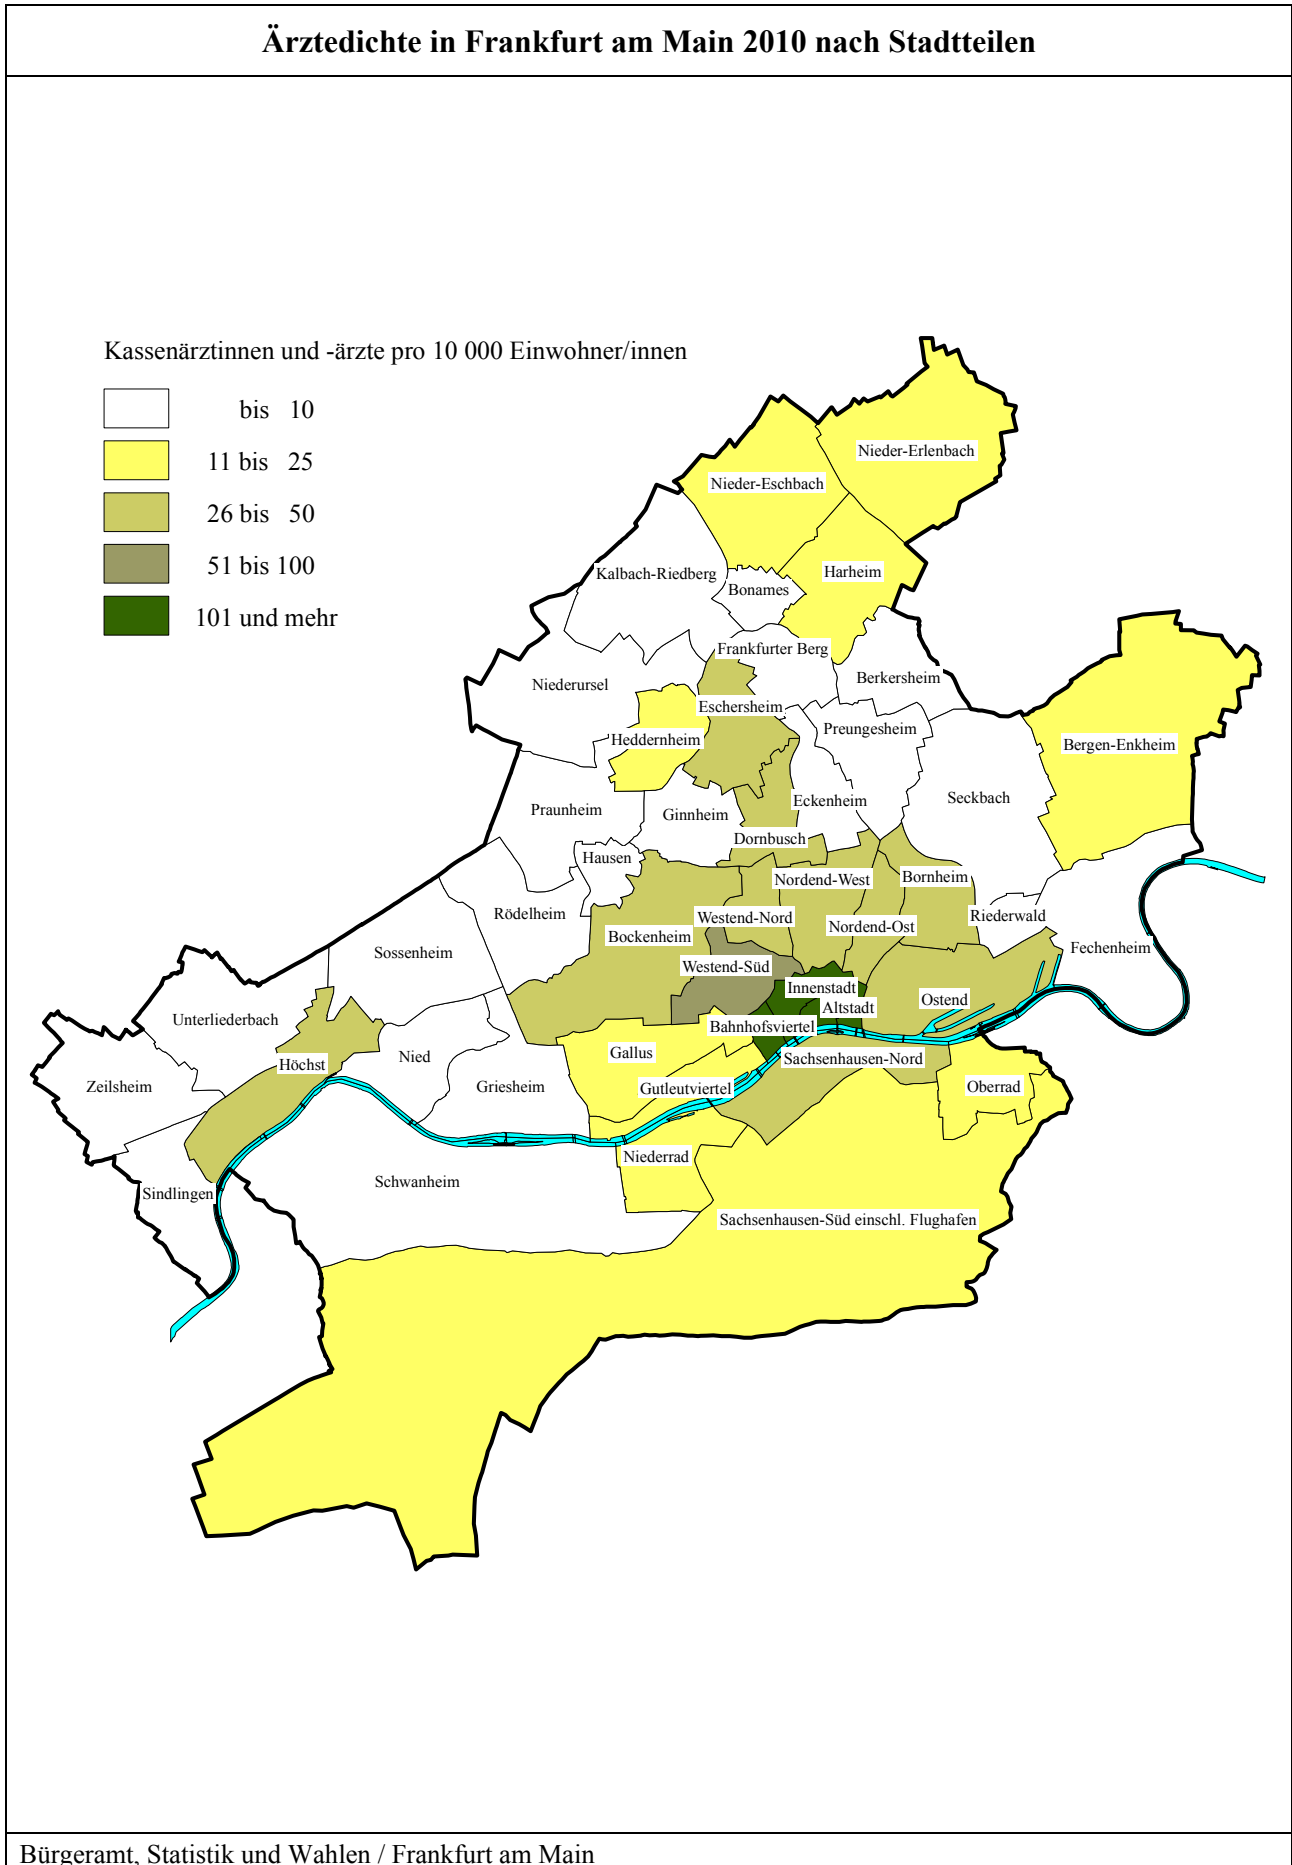 Ärztedichte in Frankfurt am Main 2010 nach Stadtteilen
Kassenärztinnen und -ärzte pro 10 000 Einwohner/innen
bis 10
11 bis 25
26 bis 50
51 bis 100
101 und mehr
Nieder-Erlenbach
Nieder-Eschbach
Harheim
Kalbach-Riedberg
Bonames
Frankfurter Berg
Berkersheim
Niederursel
Eschersheim
Preungesheim
Heddernheim
Bergen-Enkheim
Seckbach
Eckenheim
Praunheim
Ginnheim
Dornbusch
Hausen
Nordend-West
Bornheim
Rödelheim
Westend-Nord
Riederwald
Nordend-Ost
Bockenheim
Fechenheim
Sossenheim
Westend-Süd
Innenstadt
Ostend
Altstadt
Unterliederbach
Bahnhofsviertel
Gallus
Nied
Sachsenhausen-Nord
Höchst
Zeilsheim
Griesheim
Gutleutviertel
Oberrad
Niederrad
Schwanheim
Sindlingen
Sachsenhausen-Süd einschl. Flughafen
Bürgeramt, Statistik und Wahlen / Frankfurt am Main